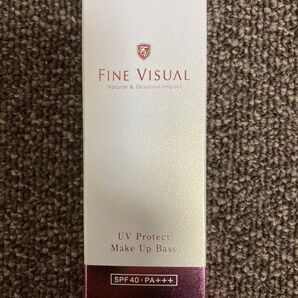 FINE VISUAL
Natural & Beautiful Impact
UV Protect
Make Up Base
SPF40・PA+++